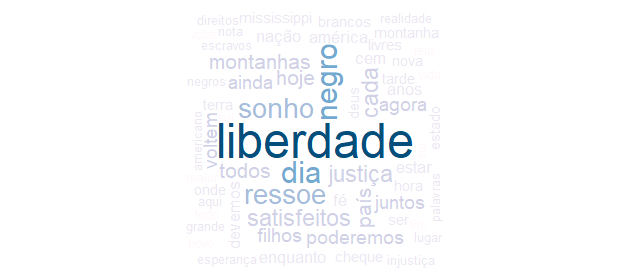 direitos mississippi brancos realidade
nota nação américa livres montanha
escravos
montanhas negro cem nova
negros ainda hoje cada tarde
deus anos
terra sonho agora
americano voltem liberdade estado
todos dia justiça estar
onde ressoe fé país hora
aqui juntos palavras
grande devemos satisfeitos ser
filhos poderemos lugar
esperança enquanto cheque injustiça